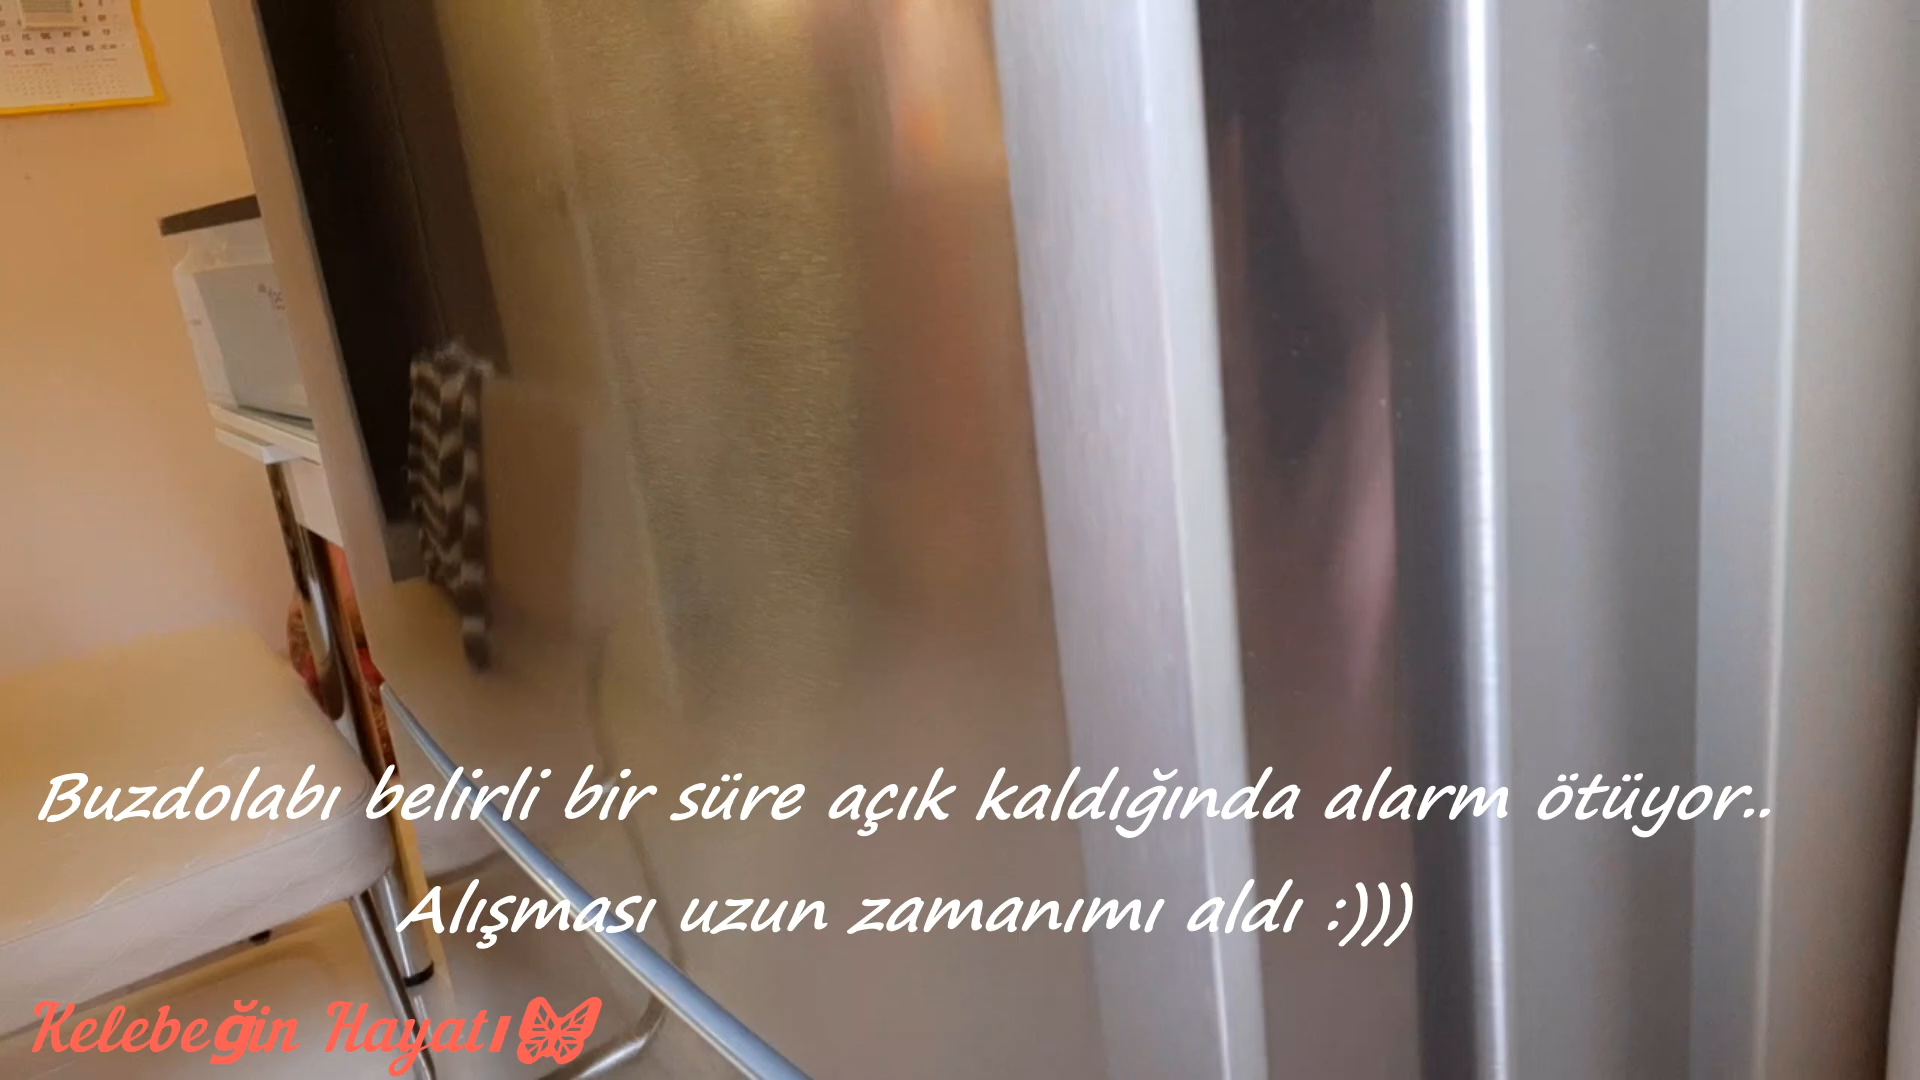 Buzdolabı belirli bir süre açık kaldığında alarm ötüyor..
Alışması uzun zamanımı aldı :)))
Kelebeğin Hayatı